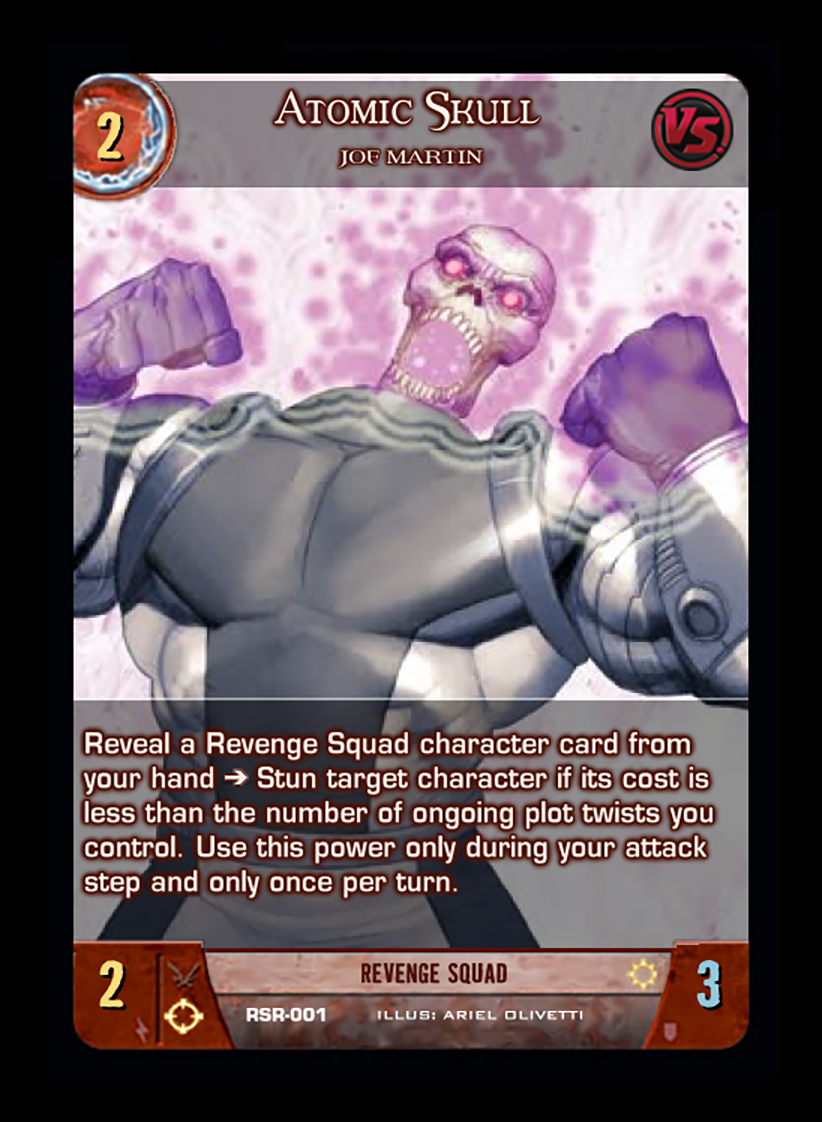 2
ATOMIC SKULL
JOE MARTIN
VS.
Reveal a Revenge Squad character card from
your hand ➔ Stun target character if its cost is
less than the number of ongoing plot twists you
control. Use this power only during your attack
step and only once per turn.
2
REVENGE SQUAD
3
RSR-001 ILLUS: ARIEL OLIVETTI